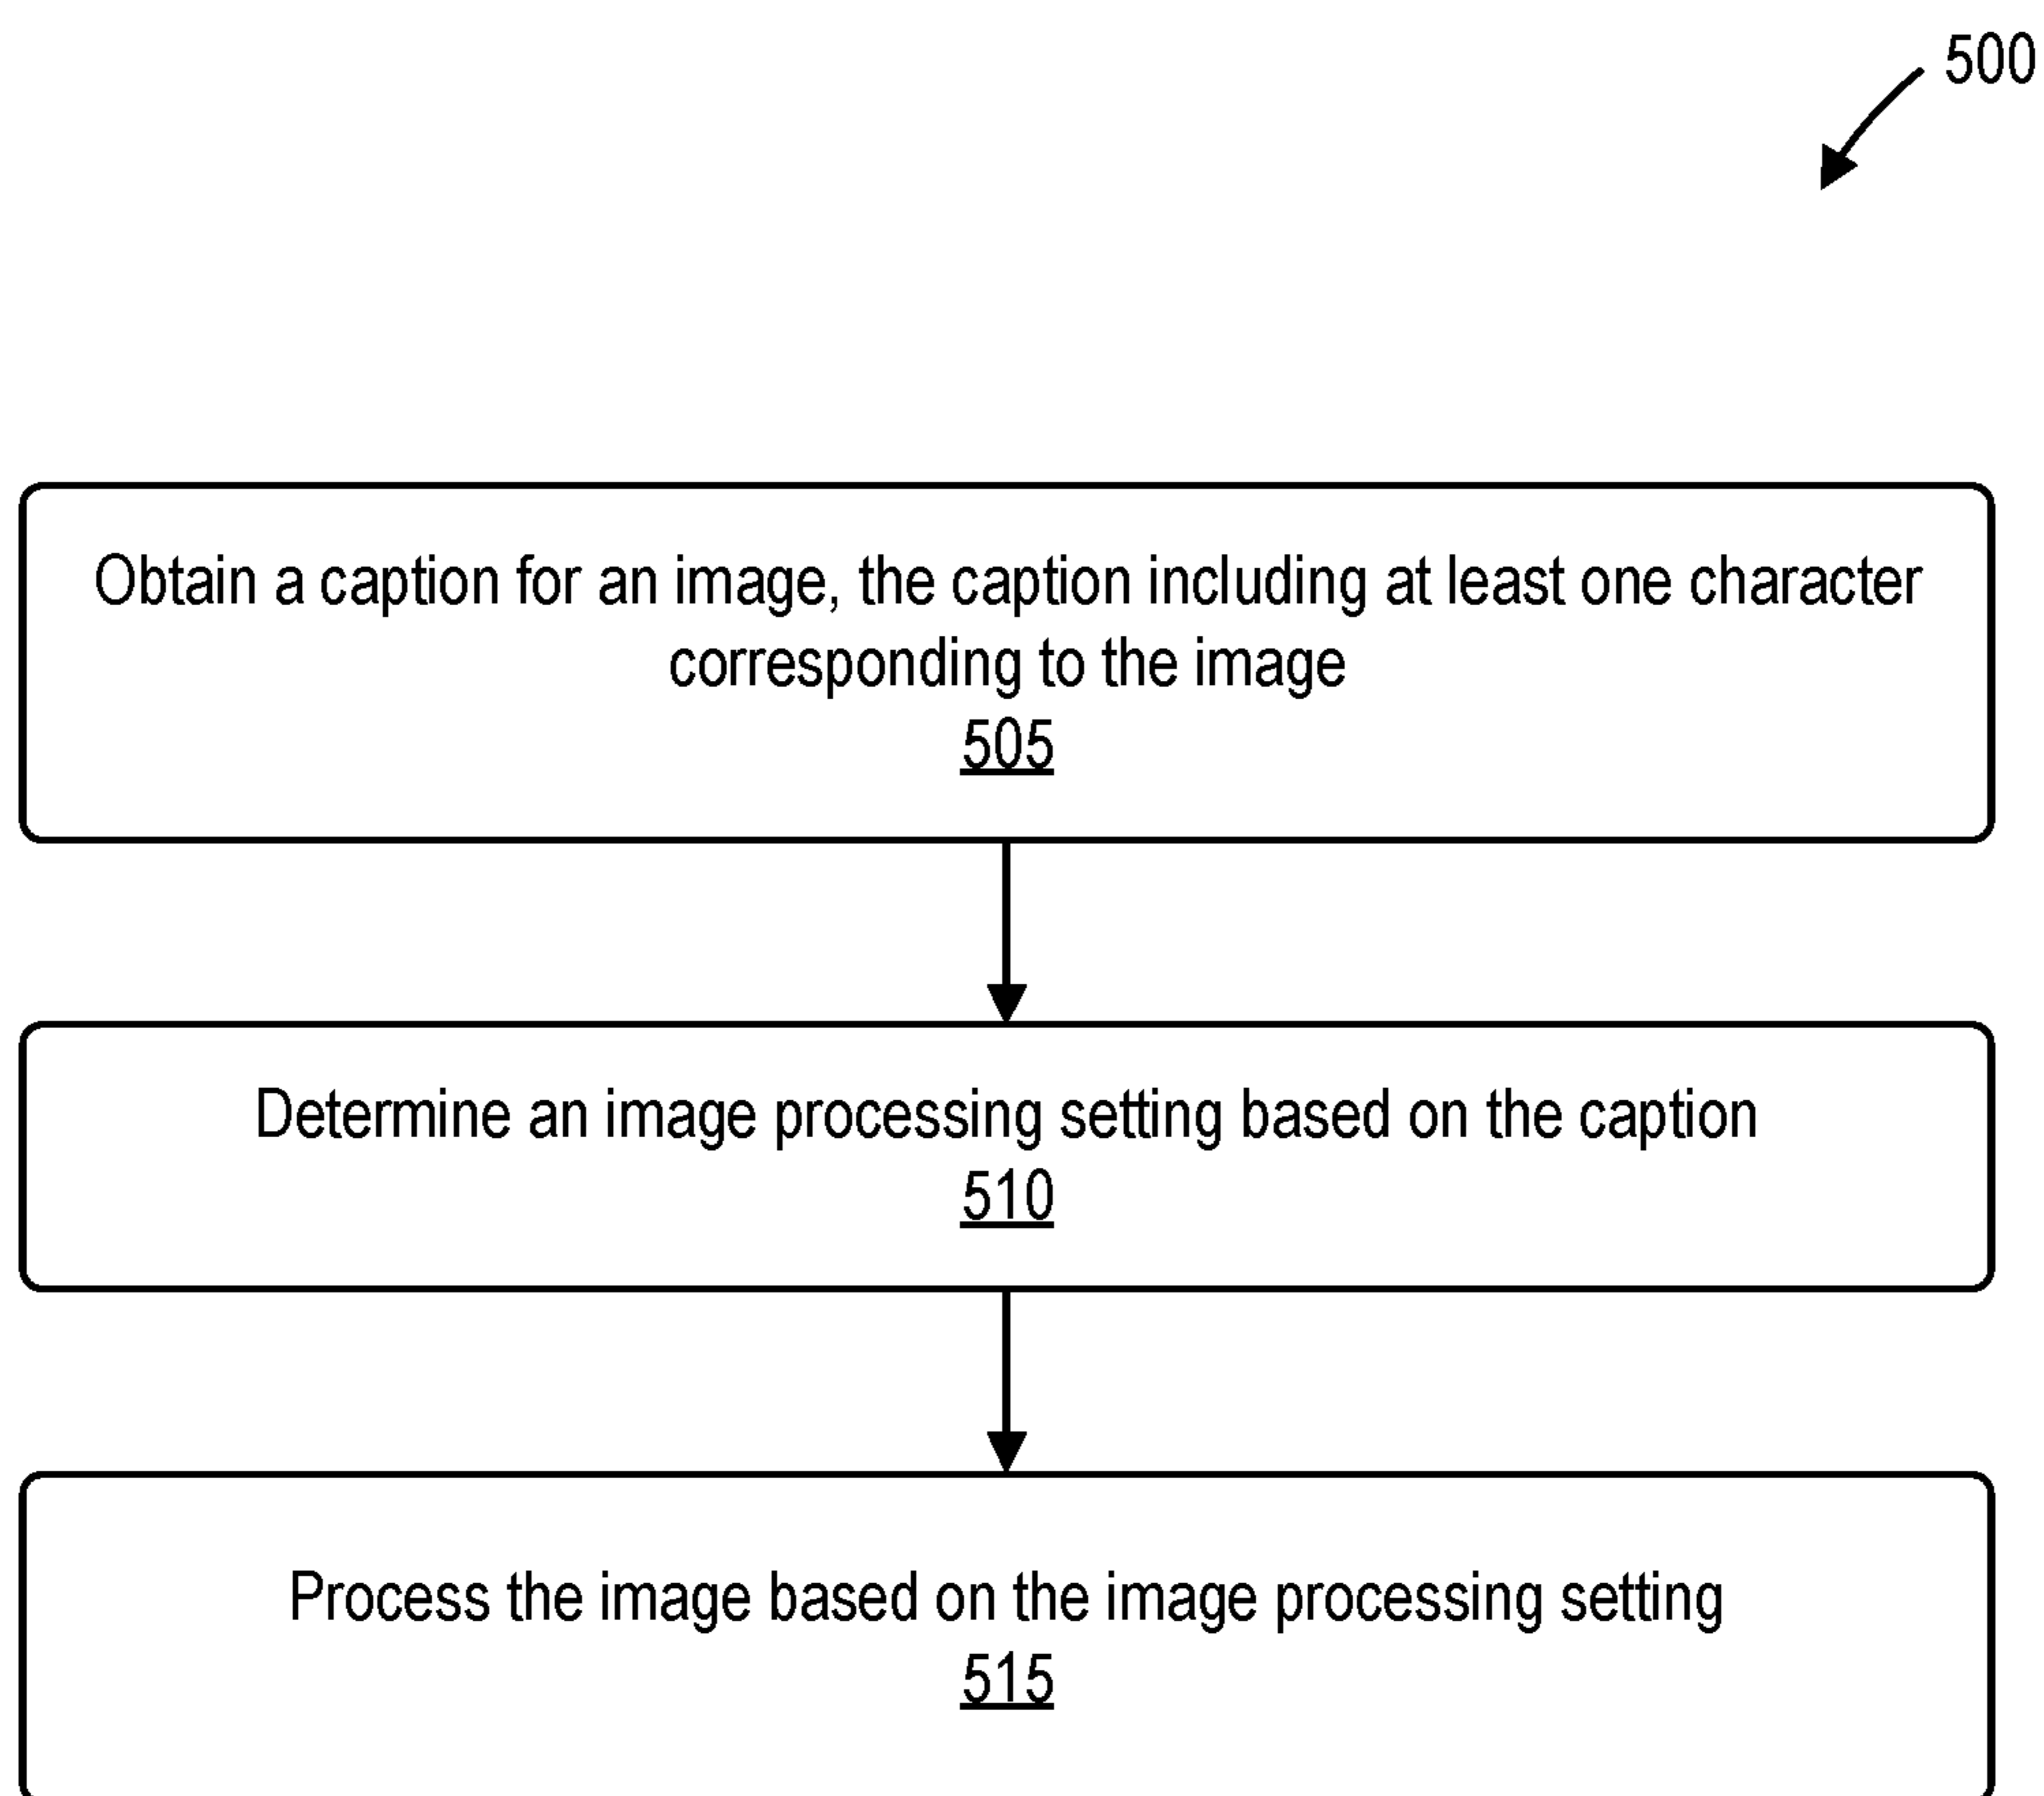 500
Obtain a caption for an image, the caption including at least one character
corresponding to the image
505
Determine an image processing setting based on the caption
510
Process the image based on the image processing setting
515